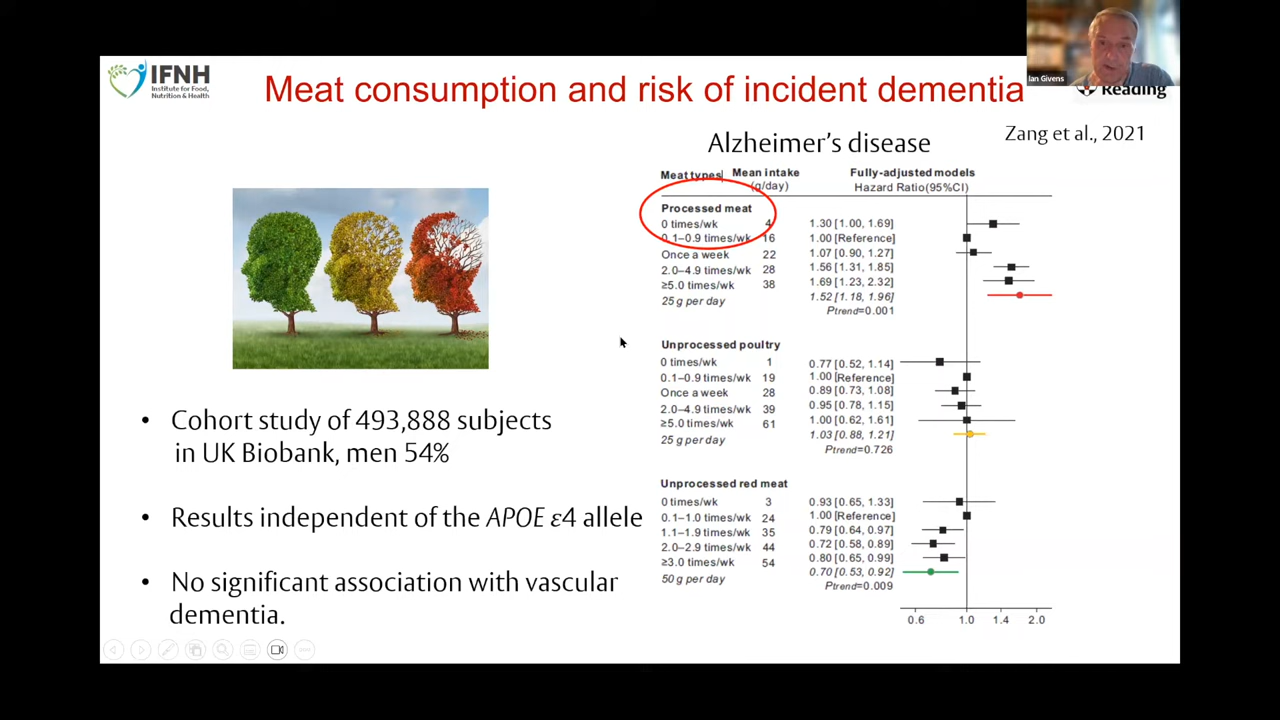 IFNH
Institute for Food,
Nutrition & Health
Meat consumption and risk of incident dementia
Ian Givens
Reading
Zang et al., 2021
Alzheimer's disease
Meat types Mean intake (g/day) Fully-adjusted models
Hazard Ratio(95%CI)
Processed meat
0 times/wk 4 1.30 [1.00, 1.69]
0.1–0.9 times/wk 16 1.00 [Reference]
Once a week 22 1.07 [0.90, 1.27]
2.0–4.9 times/wk 28 1.56 [1.31, 1.85]
≥5.0 times/wk 38 1.69 [1.23, 2.32]
25 g per day 1.52 [1.18, 1.96]
Ptrend=0.001
Unprocessed poultry
0 times/wk 1 0.77 [0.52, 1.14]
0.1–0.9 times/wk 19 1.00 [Reference]
Once a week 28 0.89 [0.73, 1.08]
2.0–4.9 times/wk 39 0.95 [0.78, 1.15]
≥5.0 times/wk 61 1.00 [0.62, 1.61]
25 g per day 1.03 [0.88, 1.21]
Ptrend=0.726
Unprocessed red meat
0 times/wk 3 0.93 [0.65, 1.33]
0.1–1.0 times/wk 24 1.00 [Reference]
1.1–1.9 times/wk 35 0.79 [0.64, 0.97]
2.0–2.9 times/wk 44 0.72 [0.58, 0.89]
≥3.0 times/wk 54 0.80 [0.65, 0.99]
50 g per day 0.70 [0.53, 0.92]
Ptrend=0.009
0.6 1.0 1.4 2.0
• Cohort study of 493,888 subjects
in UK Biobank, men 54%
• Results independent of the APOE ε4 allele
• No significant association with vascular
dementia.